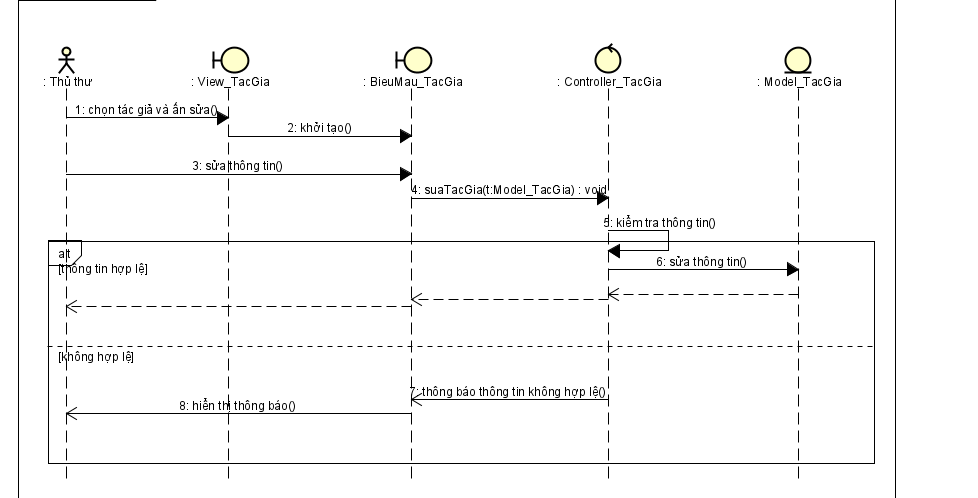 : Thủ thư
: View_TacGia
: BieuMau_TacGia
: Controller_TacGia
: Model_TacGia
1: chọn tác giả và ấn sửa()
2: khởi tạo()
3: sửa thông tin()
4: suaTacGia(t:Model_TacGia) : void
5: kiểm tra thông tin()
alt
[thông tin hợp lệ]
6: sửa thông tin()
[không hợp lệ]
7: thông báo thông tin không hợp lệ()
8: hiển thị thông báo()